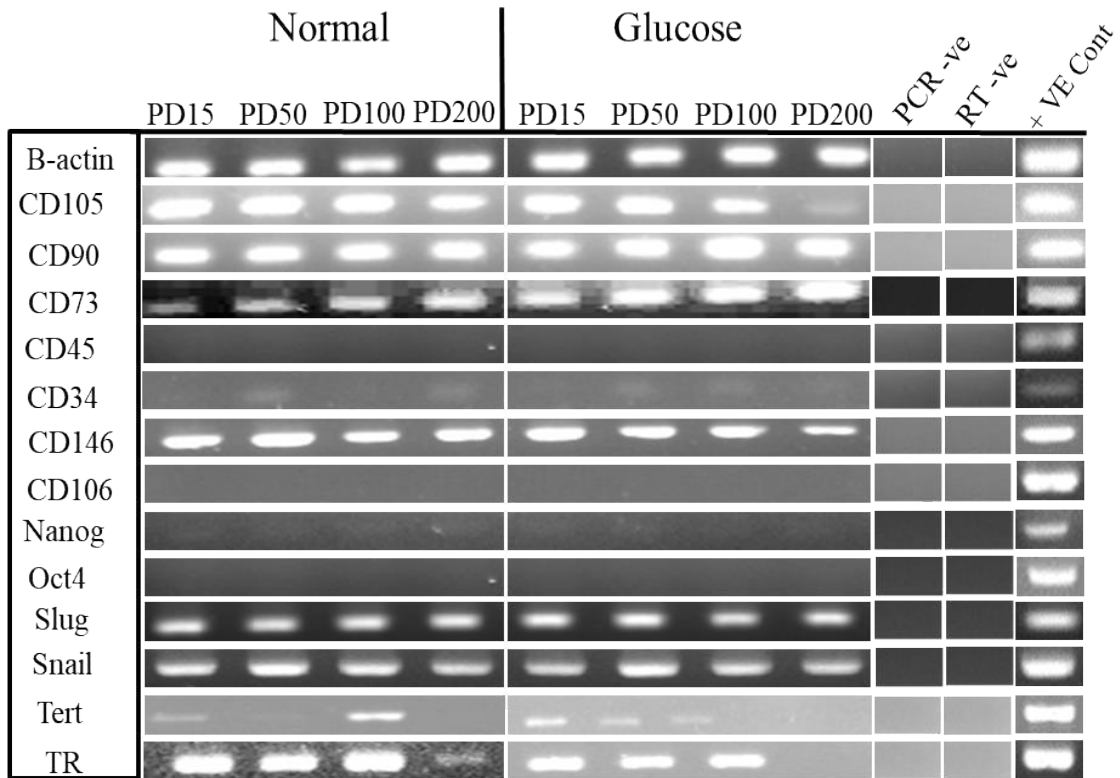 Normal Glucose
PD15 PD50 PD100 PD200 PD15 PD50 PD100 PD200 PCR -ve RT -ve + VE Cont
B-actin
CD105
CD90
CD73
CD45
CD34
CD146
CD106
Nanog
Oct4
Slug
Snail
Tert
TR